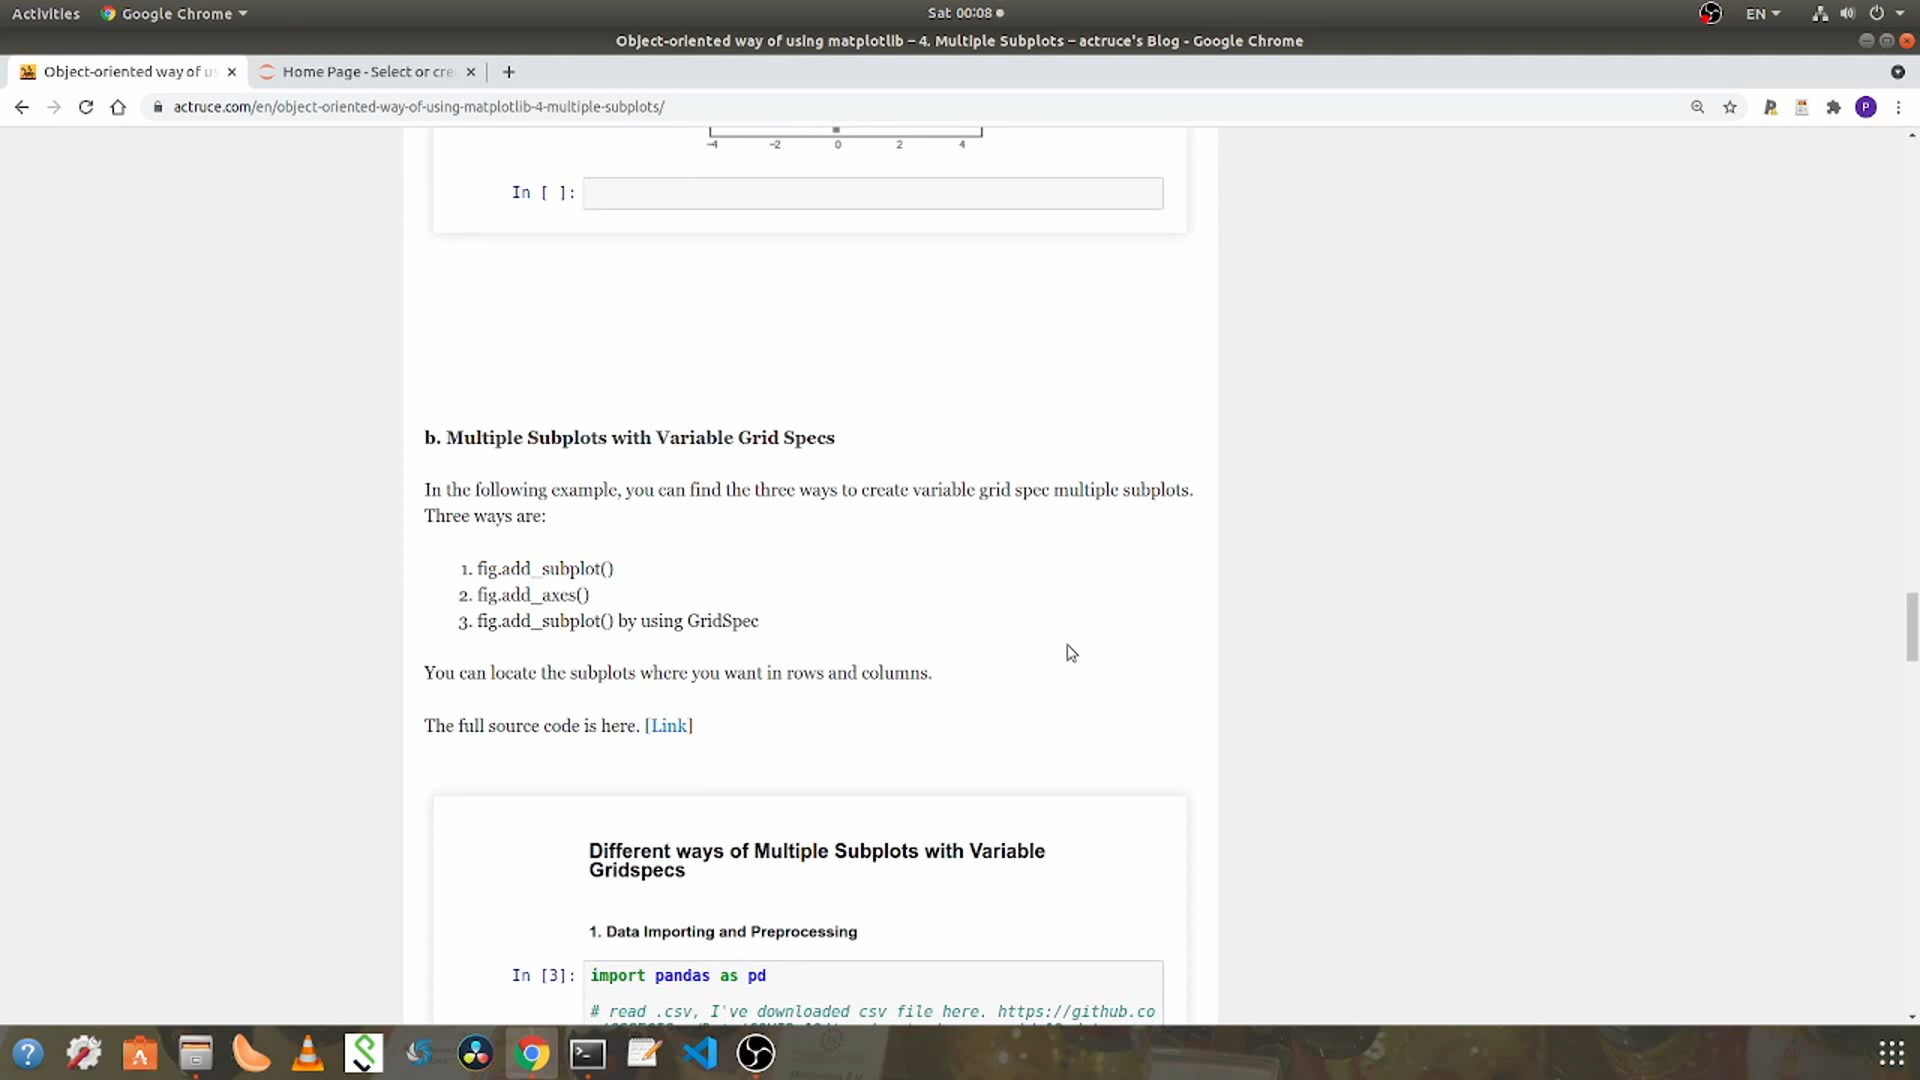 Activities
Google Chrome
Sat 00:08
EN
Object-oriented way of using matplotlib – 4. Multiple Subplots – actruce's Blog - Google Chrome
Object-oriented way of us
Home Page - Select or cre
actruce.com/en/object-oriented-way-of-using-matplotlib-4-multiple-subplots/
P
−4 −2 0 2 4
In [ ]:
b. Multiple Subplots with Variable Grid Specs
In the following example, you can find the three ways to create variable grid spec multiple subplots.
Three ways are:
1. fig.add_subplot()
2. fig.add_axes()
3. fig.add_subplot() by using GridSpec
You can locate the subplots where you want in rows and columns.
The full source code is here. [Link]
Different ways of Multiple Subplots with Variable
Gridspecs
1. Data Importing and Preprocessing
In [3]:
import pandas as pd
# read .csv, I've downloaded csv file here. https://github.co